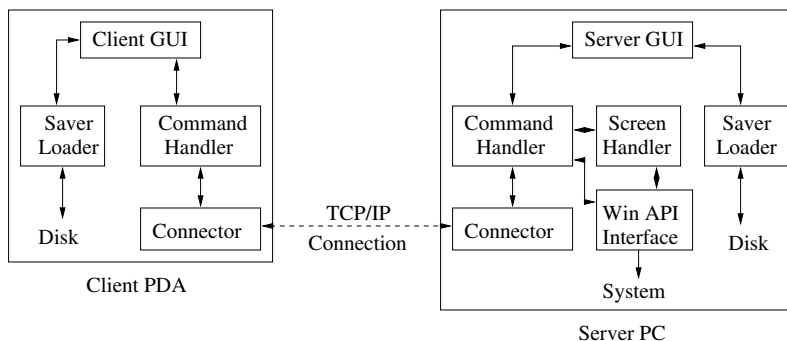 Client GUI
Saver
Loader
Command
Handler
Disk
Connector
Client PDA
TCP/IP
Connection
Server GUI
Command
Handler
Screen
Handler
Saver
Loader
Connector
Win API
Interface
Disk
System
Server PC